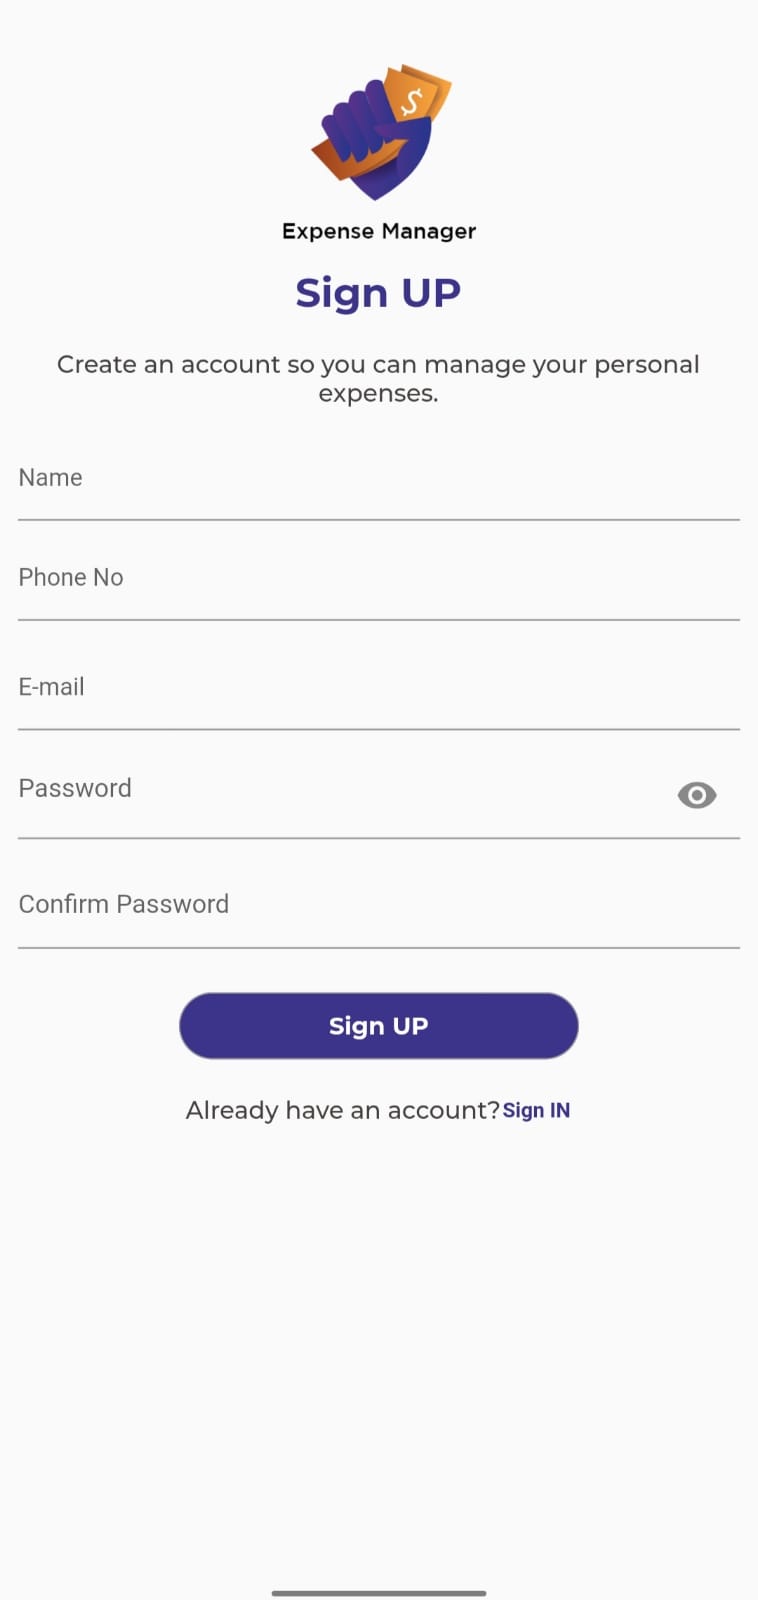 $
Expense Manager
Sign UP
Create an account so you can manage your personal
expenses.
Name
Phone No
E-mail
Password
Confirm Password
Sign UP
Already have an account?Sign IN